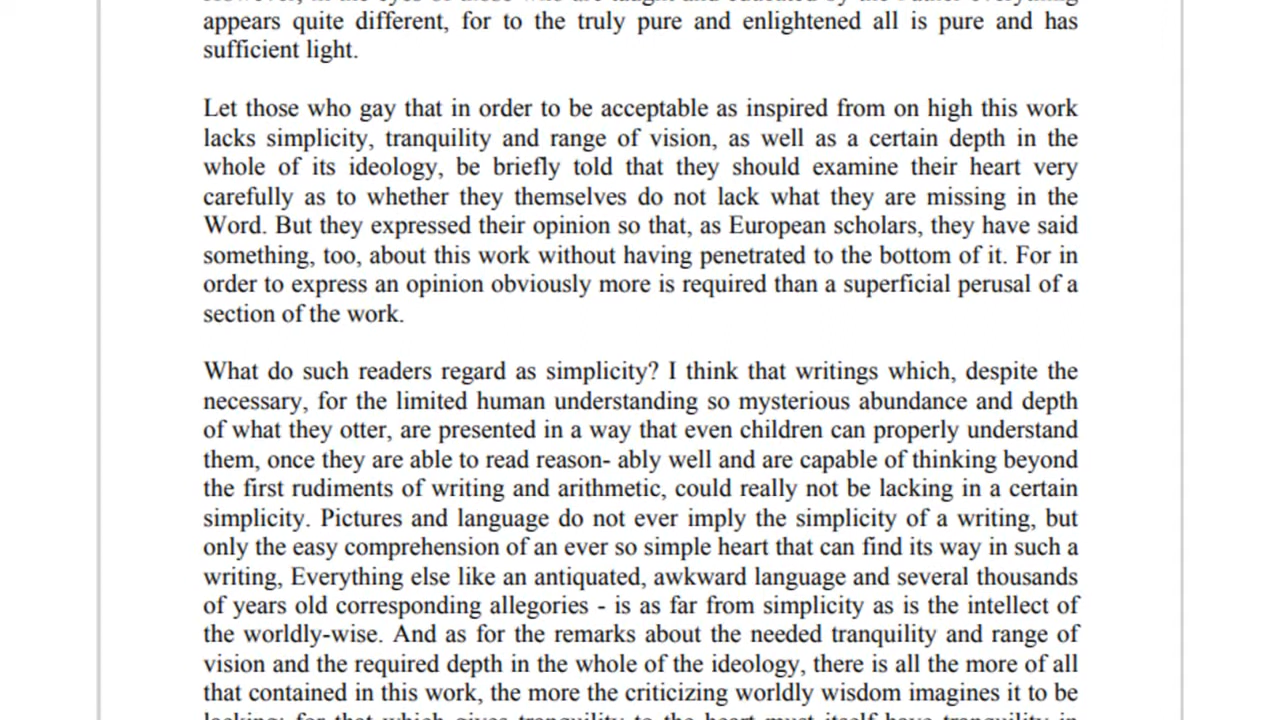 appears quite different, for to the truly pure and enlightened all is pure and has
sufficient light.
Let those who gay that in order to be acceptable as inspired from on high this work
lacks simplicity, tranquility and range of vision, as well as a certain depth in the
whole of its ideology, be briefly told that they should examine their heart very
carefully as to whether they themselves do not lack what they are missing in the
Word. But they expressed their opinion so that, as European scholars, they have said
something, too, about this work without having penetrated to the bottom of it. For in
order to express an opinion obviously more is required than a superficial perusal of a
section of the work.
What do such readers regard as simplicity? I think that writings which, despite the
necessary, for the limited human understanding so mysterious abundance and depth
of what they otter, are presented in a way that even children can properly understand
them, once they are able to read reason- ably well and are capable of thinking beyond
the first rudiments of writing and arithmetic, could really not be lacking in a certain
simplicity. Pictures and language do not ever imply the simplicity of a writing, but
only the easy comprehension of an ever so simple heart that can find its way in such a
writing, Everything else like an antiquated, awkward language and several thousands
of years old corresponding allegories - is as far from simplicity as is the intellect of
the worldly-wise. And as for the remarks about the needed tranquility and range of
vision and the required depth in the whole of the ideology, there is all the more of all
that contained in this work, the more the criticizing worldly wisdom imagines it to be